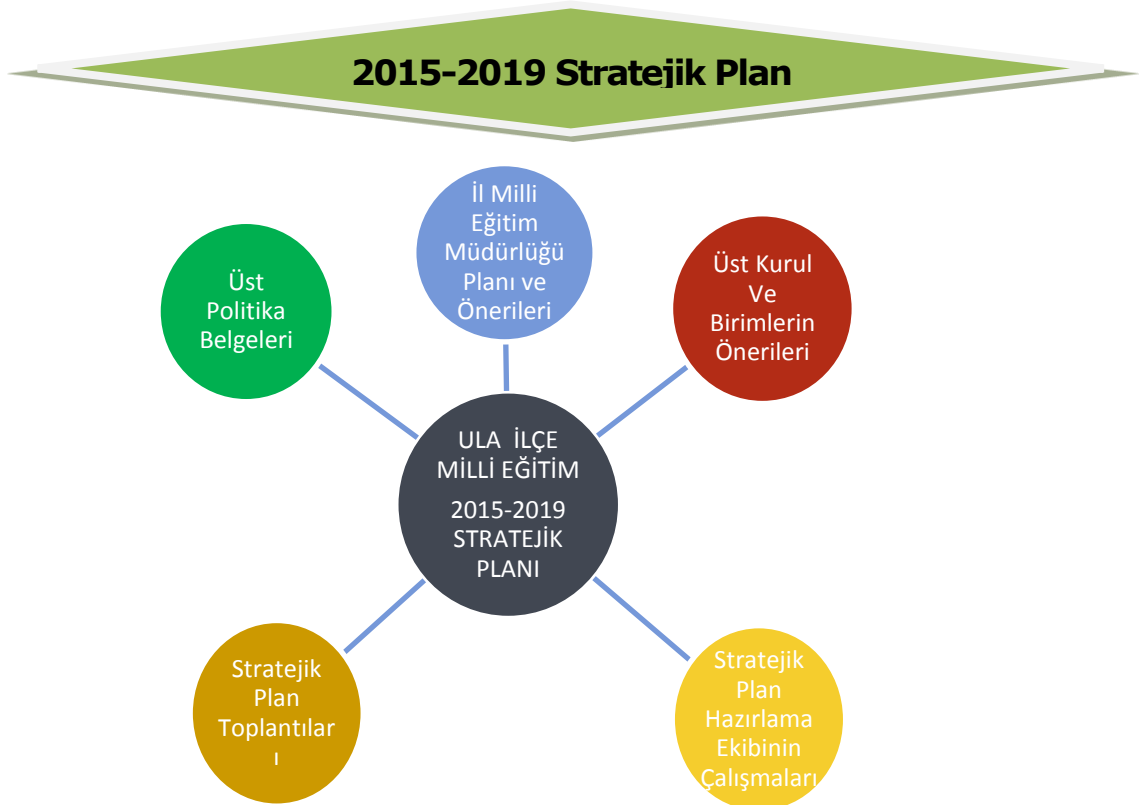 2015-2019 Stratejik Plan
İl Milli
Eğitim
Müdürlüğü
Planı ve
Önerileri
Üst
Politika
Belgeleri
Üst Kurul
Ve
Birimlerin
Önerileri
ULA İLÇE
MİLLİ EĞİTİM
2015-2019
STRATEJİK
PLANI
Stratejik
Plan
Toplantılar
ı
Stratejik
Plan
Hazırlama
Ekibinin
Çalışmaları